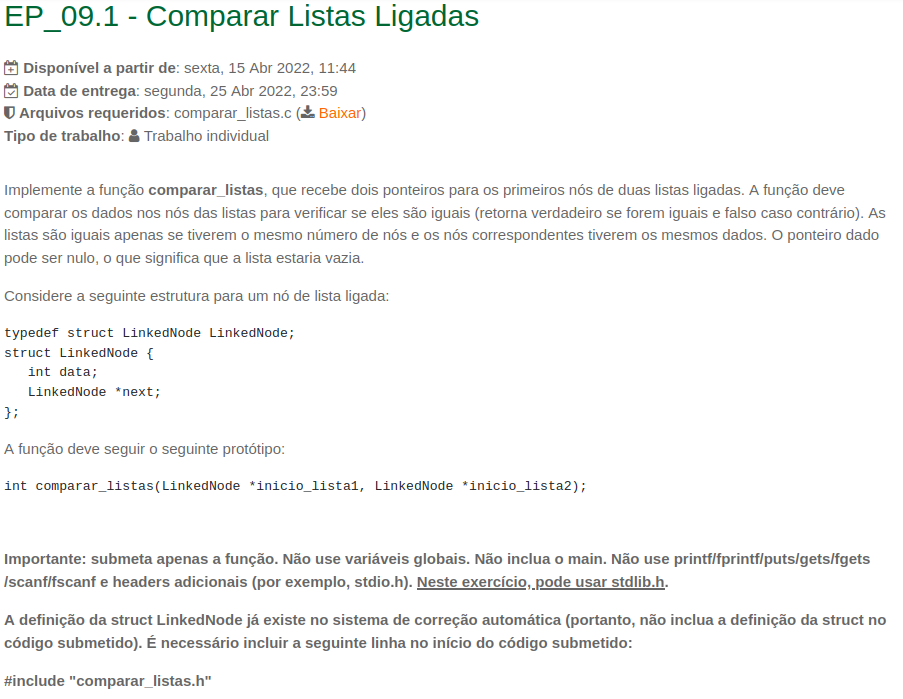 EP_09.1 - Comparar Listas Ligadas
Disponível a partir de: sexta, 15 Abr 2022, 11:44
Data de entrega: segunda, 25 Abr 2022, 23:59
Arquivos requeridos: comparar_listas.c (Baixar)
Tipo de trabalho: Trabalho individual
Implemente a função comparar_listas, que recebe dois ponteiros para os primeiros nós de duas listas ligadas. A função deve
comparar os dados nos nós das listas para verificar se eles são iguais (retorna verdadeiro se forem iguais e falso caso contrário). As
listas são iguais apenas se tiverem o mesmo número de nós e os nós correspondentes tiverem os mesmos dados. O ponteiro dado
pode ser nulo, o que significa que a lista estaria vazia.
Considere a seguinte estrutura para um nó de lista ligada:
typedef struct LinkedNode LinkedNode;
struct LinkedNode {
   int data;
   LinkedNode *next;
};
A função deve seguir o seguinte protótipo:
int comparar_listas(LinkedNode *inicio_lista1, LinkedNode *inicio_lista2);
Importante: submeta apenas a função. Não use variáveis globais. Não inclua o main. Não use printf/fprintf/puts/gets/fgets
/scanf/fscanf e headers adicionais (por exemplo, stdio.h). Neste exercício, pode usar stdlib.h.
A definição da struct LinkedNode já existe no sistema de correção automática (portanto, não inclua a definição da struct no
código submetido). É necessário incluir a seguinte linha no início do código submetido:
#include "comparar_listas.h"